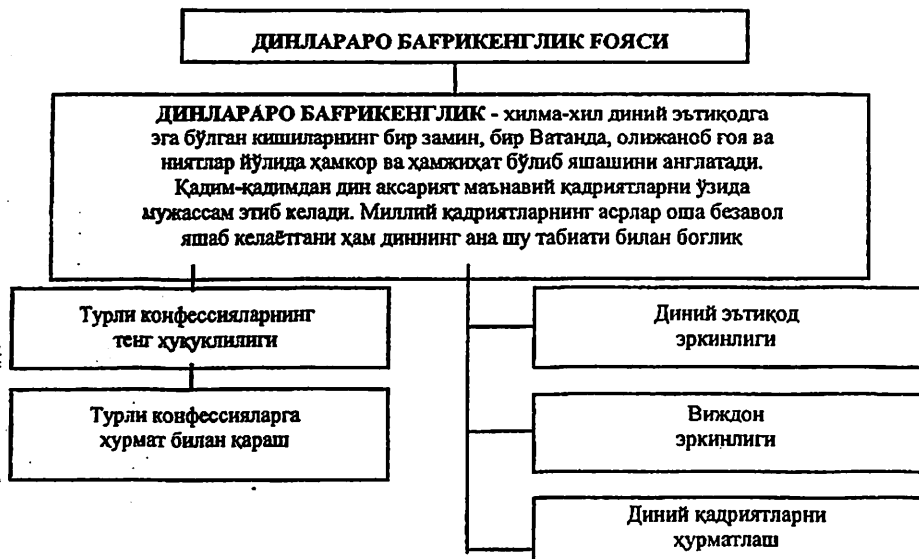 ДИНЛАРАРО БАҒРИКЕНГЛИК ҒОЯСИ
ДИНЛАРАРО БАҒРИКЕНГЛИК - хилма-хил диний эътиқодга
эга бўлган кишиларнинг бир замин, бир Ватанда, олижаноб ғоя ва
ниятлар йўлида ҳамкор ва ҳамжиҳат бўлиб яшашини англатади.
Қадим-қадимдан дин аксарият маънавий қадриятларни ўзида
мужассам этиб келади. Миллий қадриятларнинг асрлар оша безавол
яшаб келаётгани ҳам диннинг ана шу табиати билан боғлик
Турли конфессияларнинг
тенг ҳуқуклилиги
Турли конфессияларга
ҳурмат билан қараш
Диний эътиқод
эркинлиги
Виждон
эркинлиги
Диний қадриятларни
ҳурматлаш